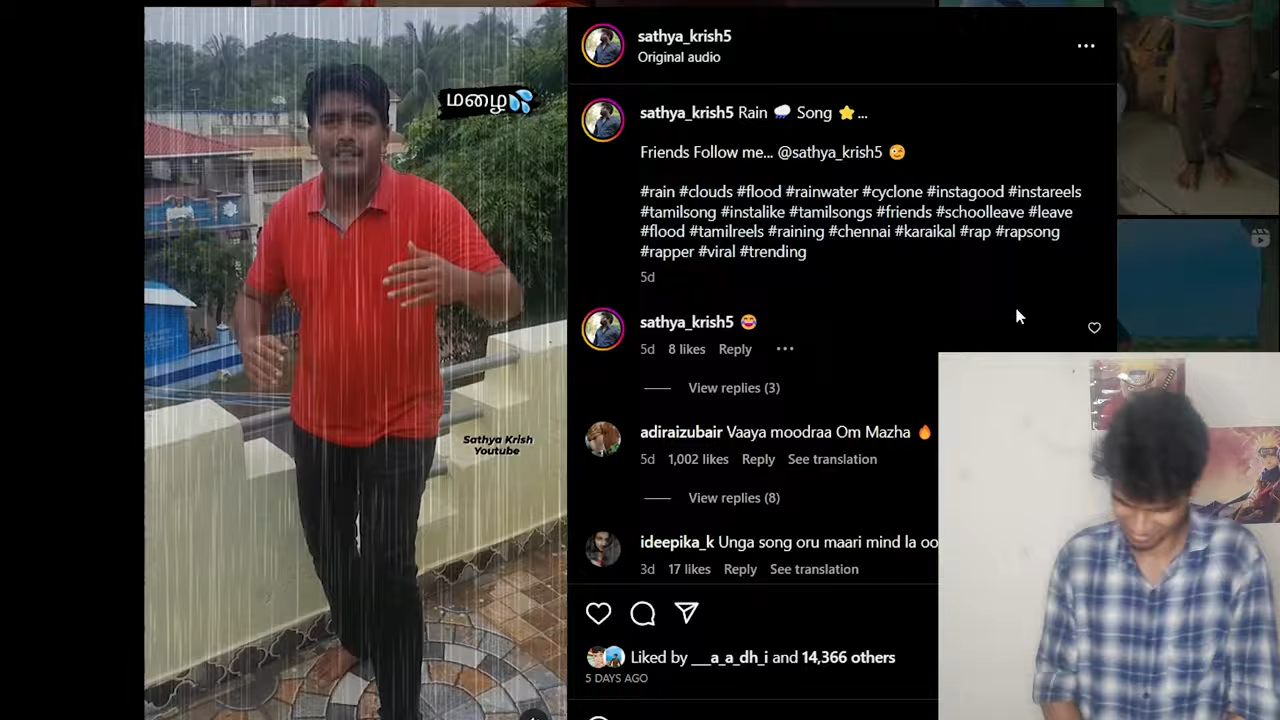 மழை💦
Sathya Krish
Youtube
sathya_krish5
Original audio
sathya_krish5 Rain 🌧️ Song ⭐...
Friends Follow me... @sathya_krish5 😉
#rain #clouds #flood #rainwater #cyclone #instagood #instareels
#tamilsong #instalike #tamilsongs #friends #schoolleave #leave
#flood #tamilreels #raining #chennai #karaikal #rap #rapsong
#rapper #viral #trending
5d
sathya_krish5 😂
5d 8 likes Reply
View replies (3)
adiraizubair Vaaya moodraa Om Mazha 🔥
5d 1,002 likes Reply See translation
View replies (8)
ideepika_k Unga song oru maari mind la oo
3d 17 likes Reply See translation
Liked by and 14,366 others
5 DAYS AGO